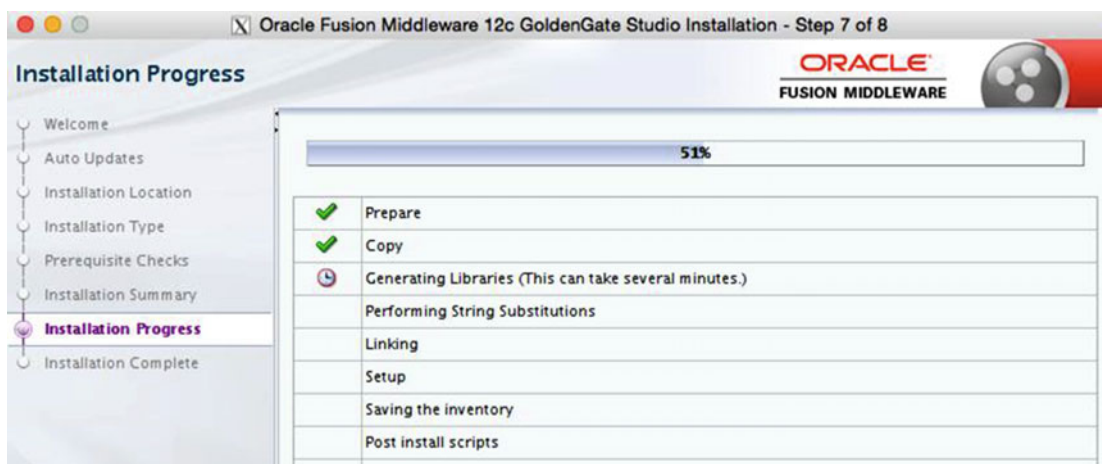 Oracle Fusion Middleware 12c GoldenGate Studio Installation - Step 7 of 8
Installation Progress
ORACLE
FUSION MIDDLEWARE
Welcome
Auto Updates
Installation Location
Installation Type
Prerequisite Checks
Installation Summary
Installation Progress
Installation Complete
51%
Prepare
Copy
Generating Libraries (This can take several minutes.)
Performing String Substitutions
Linking
Setup
Saving the inventory
Post install scripts